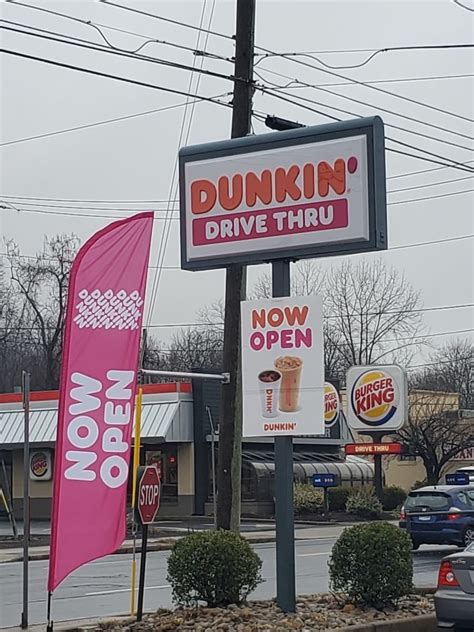 DUNKIN'
DRIVE THRU
NOW
OPEN
DUNKIN'
NOW
OPEN
STOP
BURGER
KING
DRIVE THRU